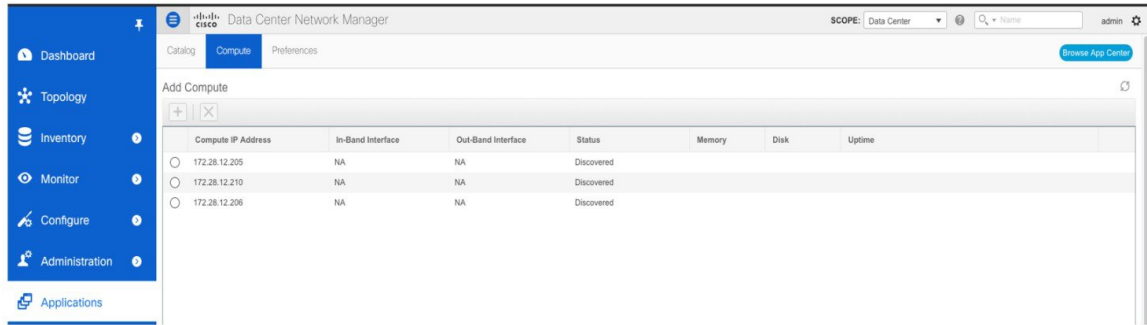 cisco Data Center Network Manager SCOPE: Data Center Name admin
Dashboard
Topology
Inventory
Monitor
Configure
Administration
Applications
Catalog Compute Preferences Browse App Center
Add Compute
Compute IP Address In-Band Interface Out-Band Interface Status Memory Disk Uptime
172.28.12.205 NA NA Discovered
172.28.12.210 NA NA Discovered
172.28.12.206 NA NA Discovered